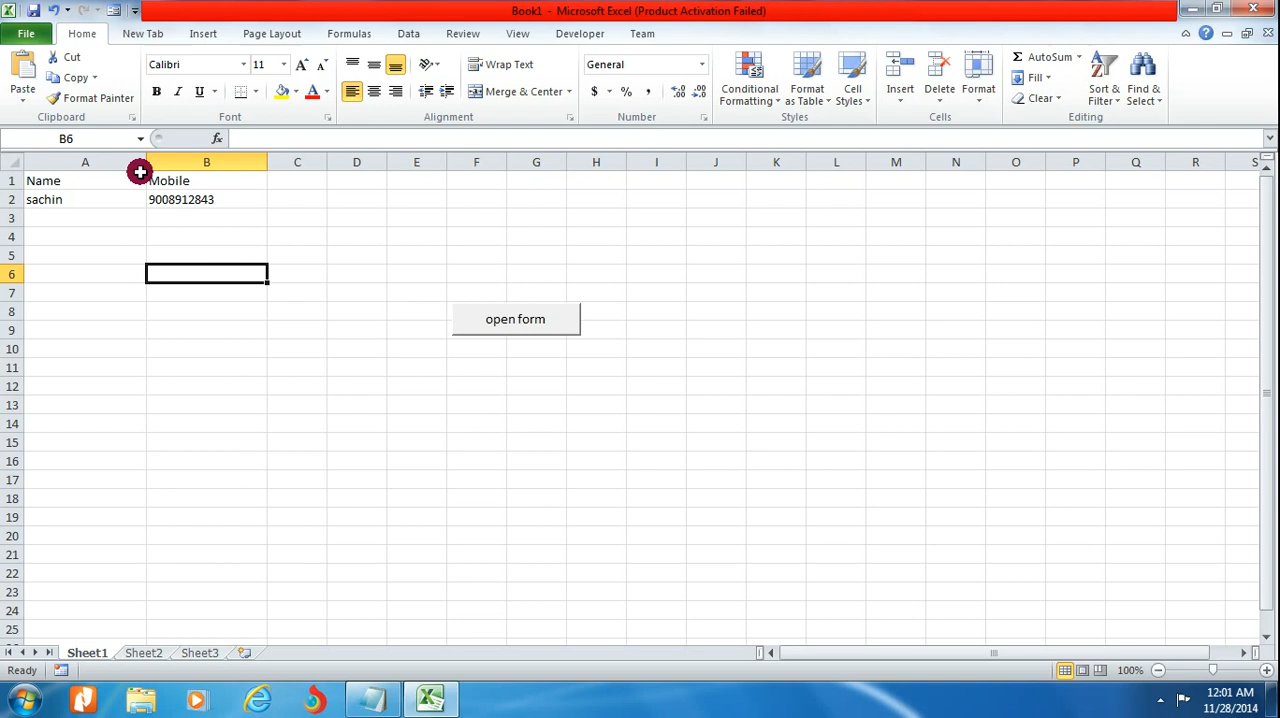 Book1 - Microsoft Excel (Product Activation Failed)
File Home New Tab Insert Page Layout Formulas Data Review View Developer Team
Paste
Cut
Copy
Format Painter
Clipboard
Calibri 11
B I U A
Font
Wrap Text
Merge & Center
Alignment
General
$ % ,
Number
Conditional Formatting
Format as Table
Cell Styles
Styles
Insert
Delete
Format
Cells
Σ AutoSum
Fill
Clear
Sort & Filter
Find & Select
Editing
B6 fx
A B C D E F G H I J K L M N O P Q R S
1 Name Mobile
2 sachin 9008912843
3
4
5
6
7
8
open form
9
10
11
12
13
14
15
16
17
18
19
20
21
22
23
24
25
Sheet1 Sheet2 Sheet3
Ready 100%
12:01 AM
11/28/2014